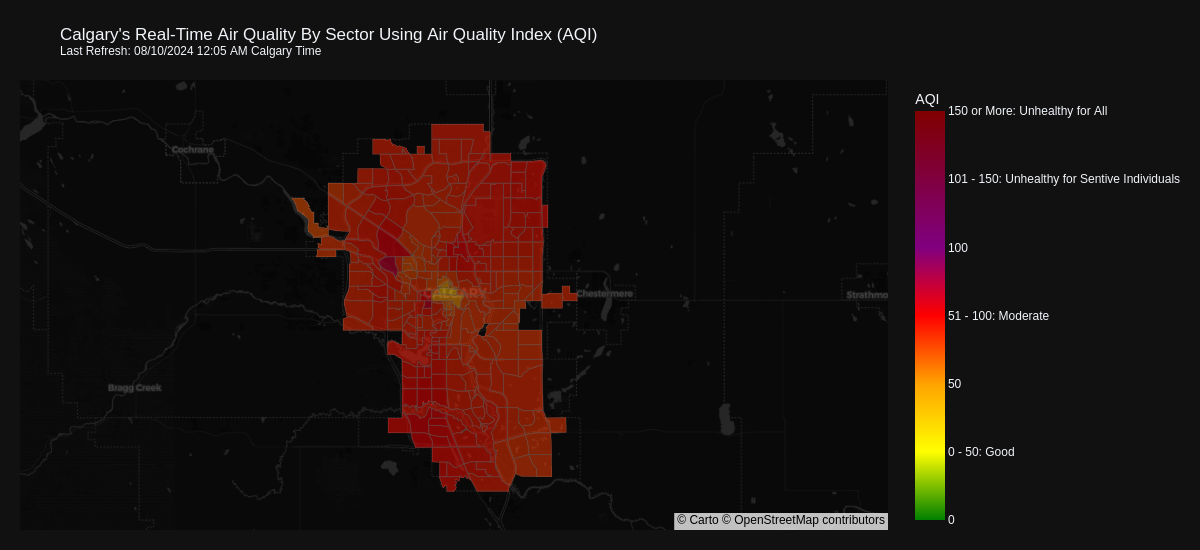 Calgary's Real-Time Air Quality By Sector Using Air Quality Index (AQI)
Last Refresh: 08/10/2024 12:05 AM Calgary Time
AQI
150 or More: Unhealthy for All
Cochrane
101 - 150: Unhealthy for Sentive Individuals
100
CALGARY
Chestermere
Strathmo
51 - 100: Moderate
50
Bragg Creek
0 - 50: Good
© Carto © OpenStreetMap contributors
0